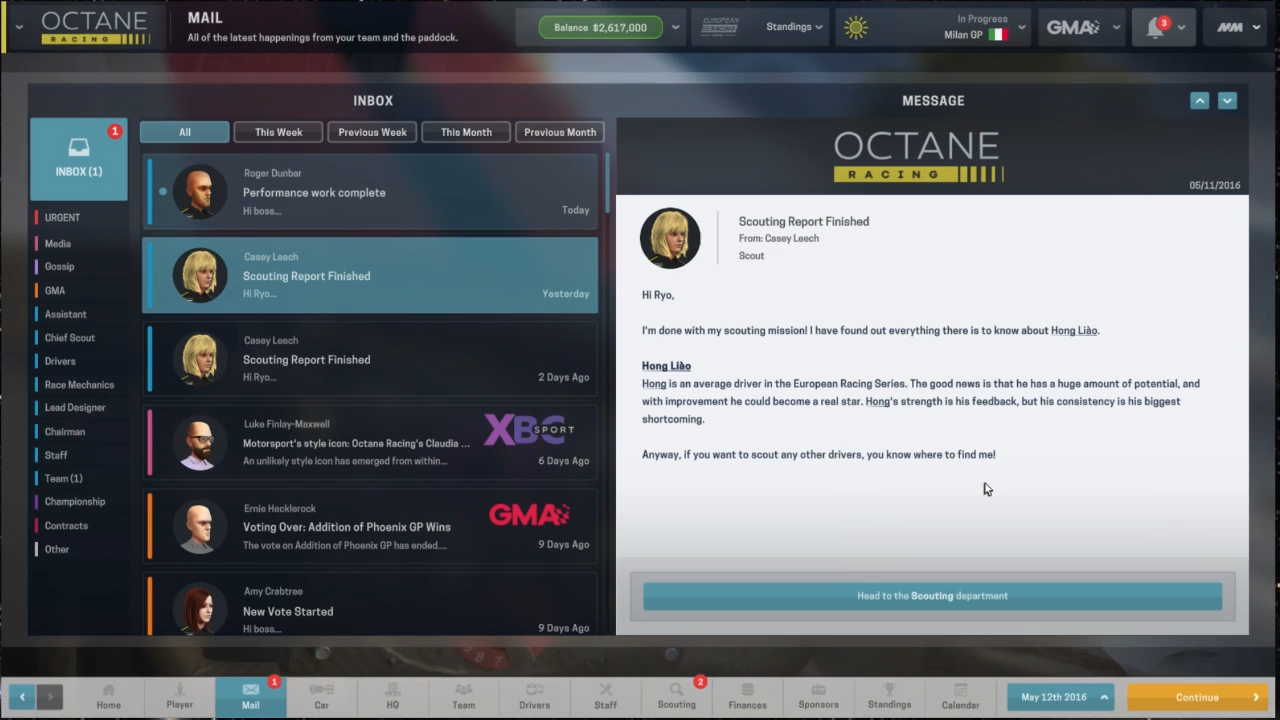 OCTANE
RACING
MAIL
All of the latest happenings from your team and the paddock.
Balance $2,617,000
EUROPEAN
Standings
In Progress
Milan GP
GMA
3
INBOX
MESSAGE
1
INBOX (1)
URGENT
Media
Gossip
GMA
Assistant
Chief Scout
Drivers
Race Mechanics
Lead Designer
Chairman
Staff
Team (1)
Championship
Contracts
Other
All
This Week
Previous Week
This Month
Previous Month
Roger Dunbar
Performance work complete
Hi boss...
Today
Casey Leech
Scouting Report Finished
Hi Ryo...
Yesterday
Casey Leech
Scouting Report Finished
Hi Ryo...
2 Days Ago
Luke Finlay-Maxwell
Motorsport's style icon: Octane Racing's Claudia ...
An unlikely style icon has emerged from within...
XBC SPORT
6 Days Ago
Ernie Hecklerock
Voting Over: Addition of Phoenix GP Wins
The vote on Addition of Phoenix GP has ended....
GMA
9 Days Ago
Amy Crabtree
New Vote Started
Hi boss...
9 Days Ago
OCTANE
RACING
05/11/2016
Scouting Report Finished
From: Casey Leech
Scout
Hi Ryo,
I'm done with my scouting mission! I have found out everything there is to know about Hong Liào.
Hong Liào
Hong is an average driver in the European Racing Series. The good news is that he has a huge amount of potential, and
with improvement he could become a real star. Hong's strength is his feedback, but his consistency is his biggest
shortcoming.
Anyway, if you want to scout any other drivers, you know where to find me!
Head to the Scouting department
Home
Player
1
Mail
Car
HQ
Team
Drivers
Staff
2
Scouting
Finances
Sponsors
Standings
Calendar
May 12th 2016
Continue